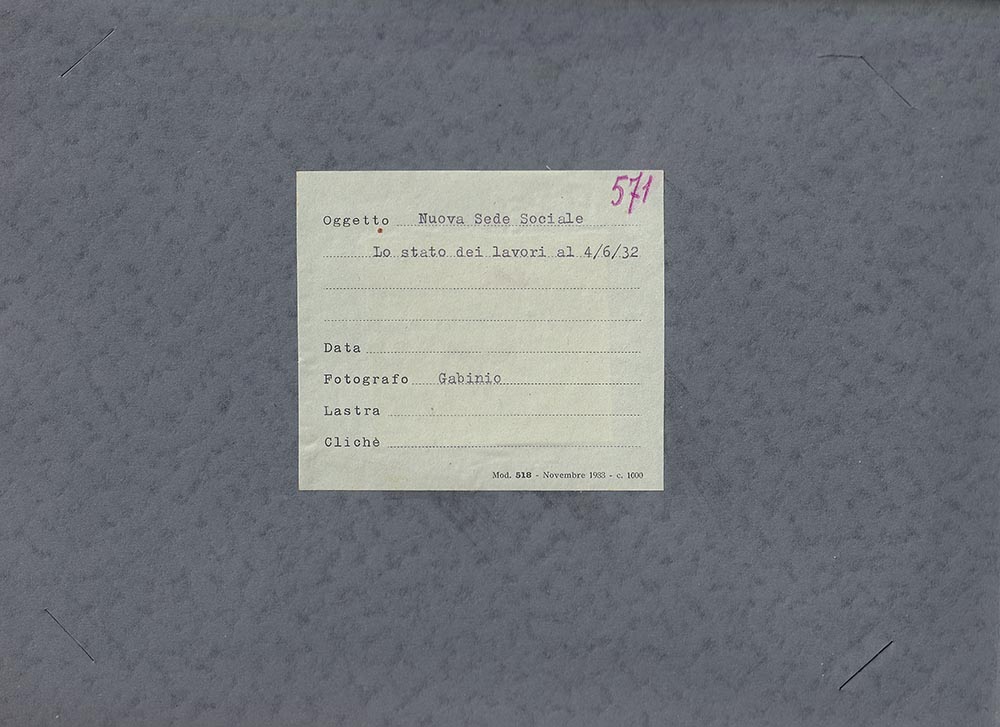 571
Oggetto Nuova Sede Sociale
Lo stato dei lavori al 4/6/32
Data
Fotografo Gabinio
Lastra
Clichè
Mod. 518 - Novembre 1933 - c. 1000